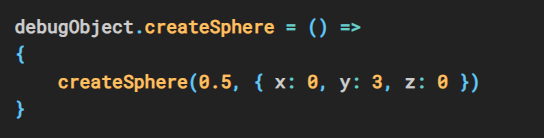 debugObject.createSphere = () =>
{
    createSphere(0.5, { x: 0, y: 3, z: 0 })
}